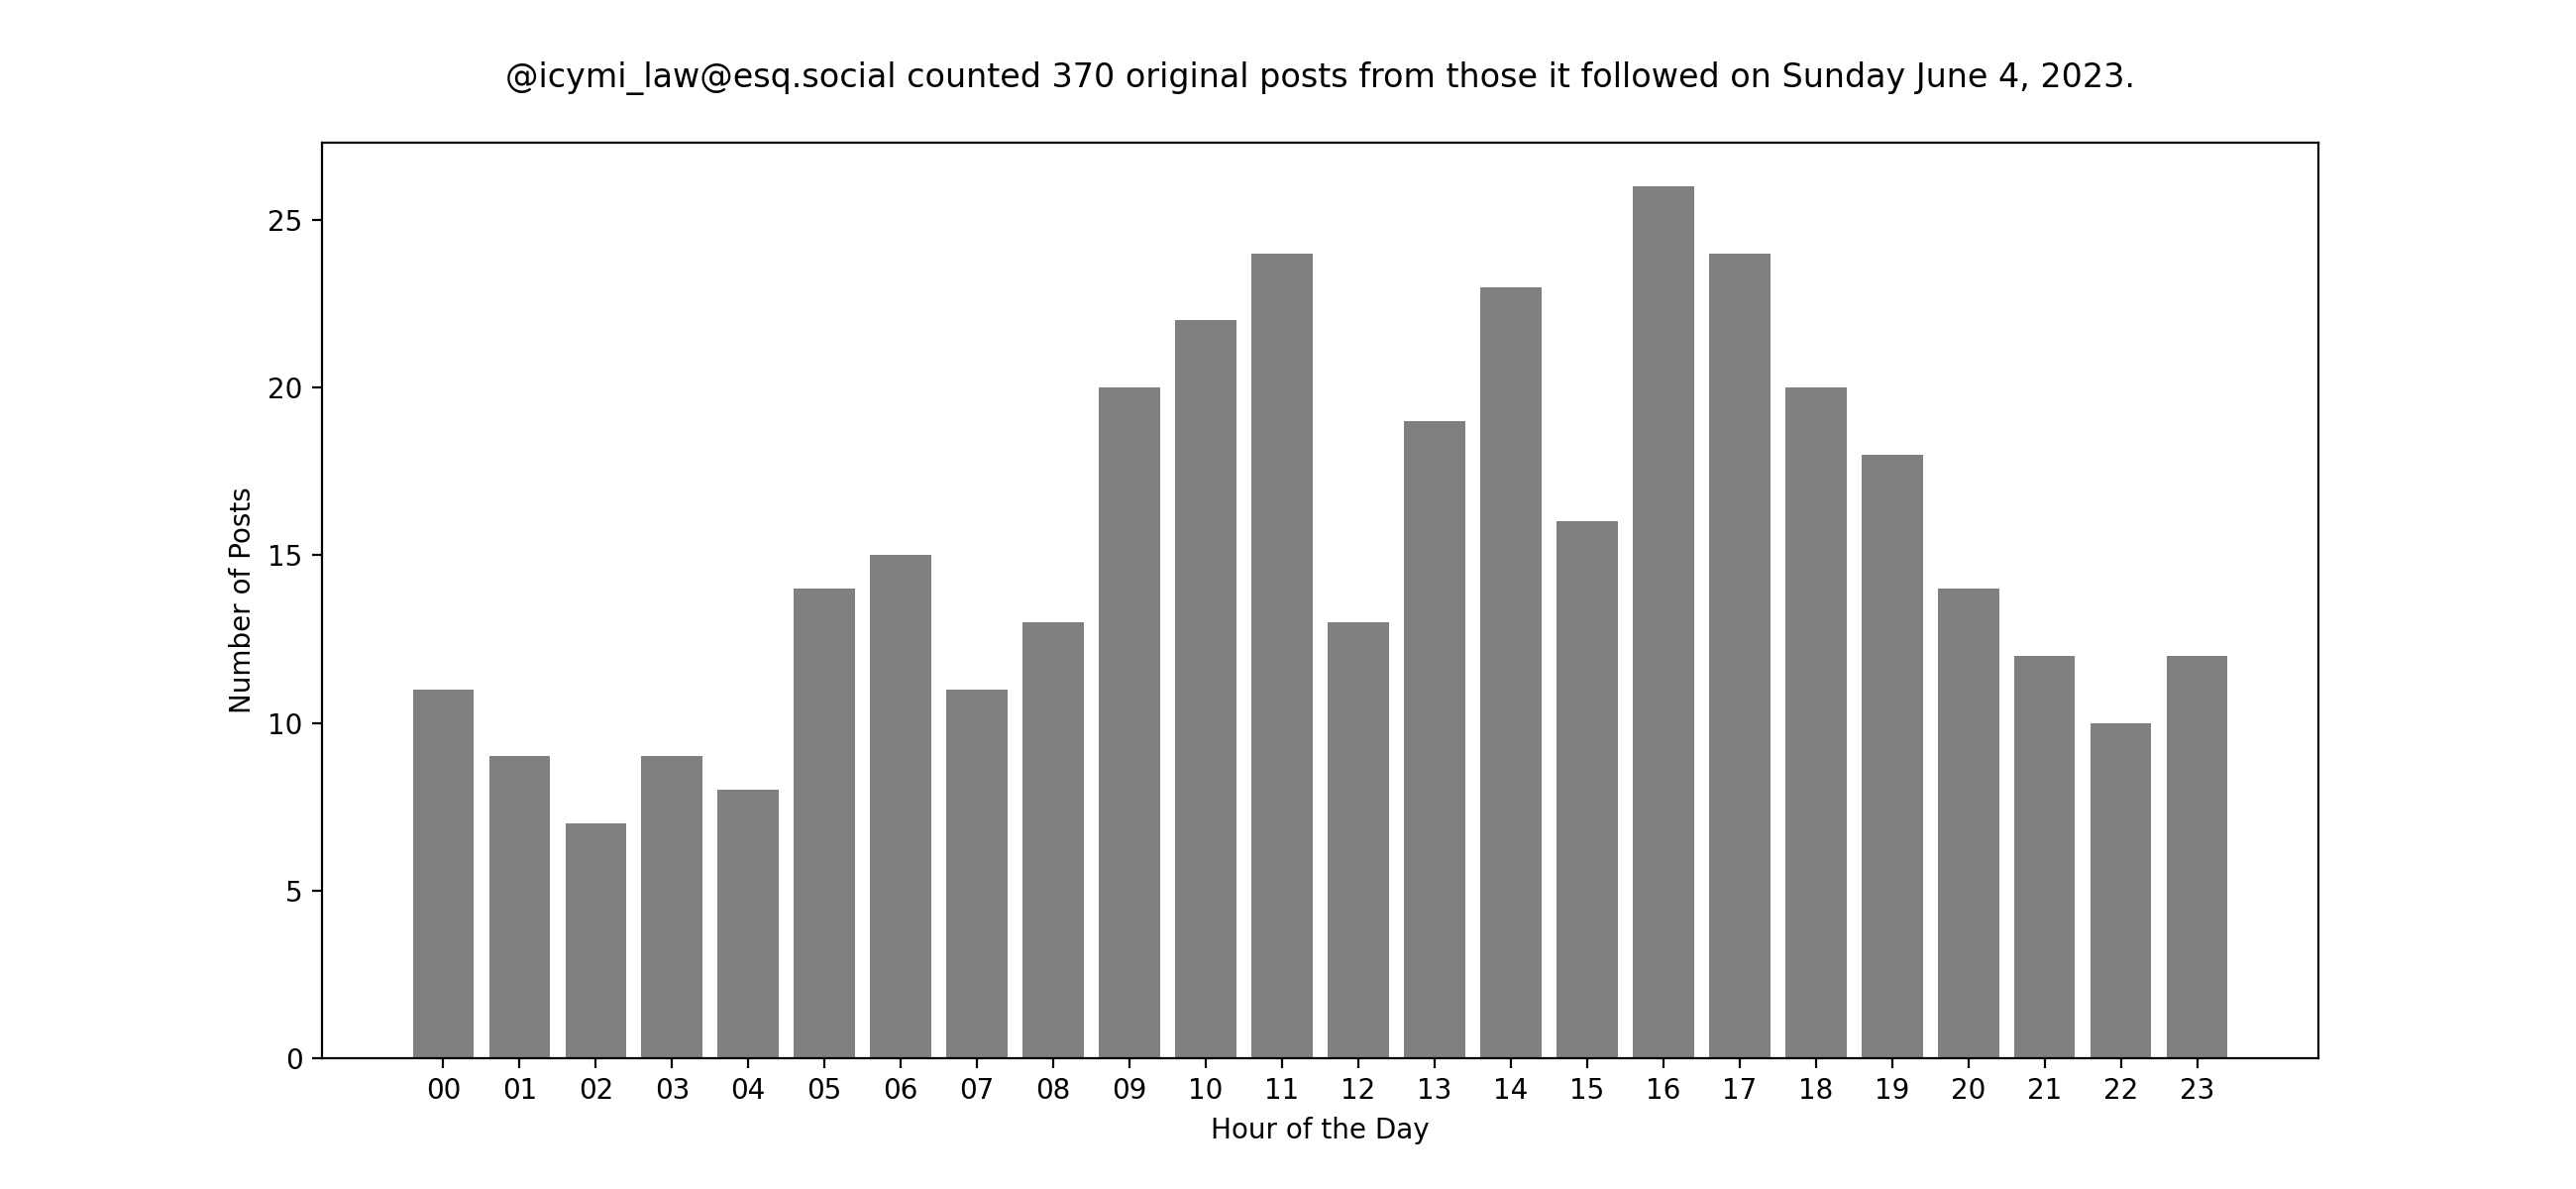 @icymi_law@esq.social counted 370 original posts from those it followed on Sunday June 4, 2023.
25
20
15
10
5
0
Number of Posts
00 01 02 03 04 05 06 07 08 09 10 11 12 13 14 15 16 17 18 19 20 21 22 23
Hour of the Day